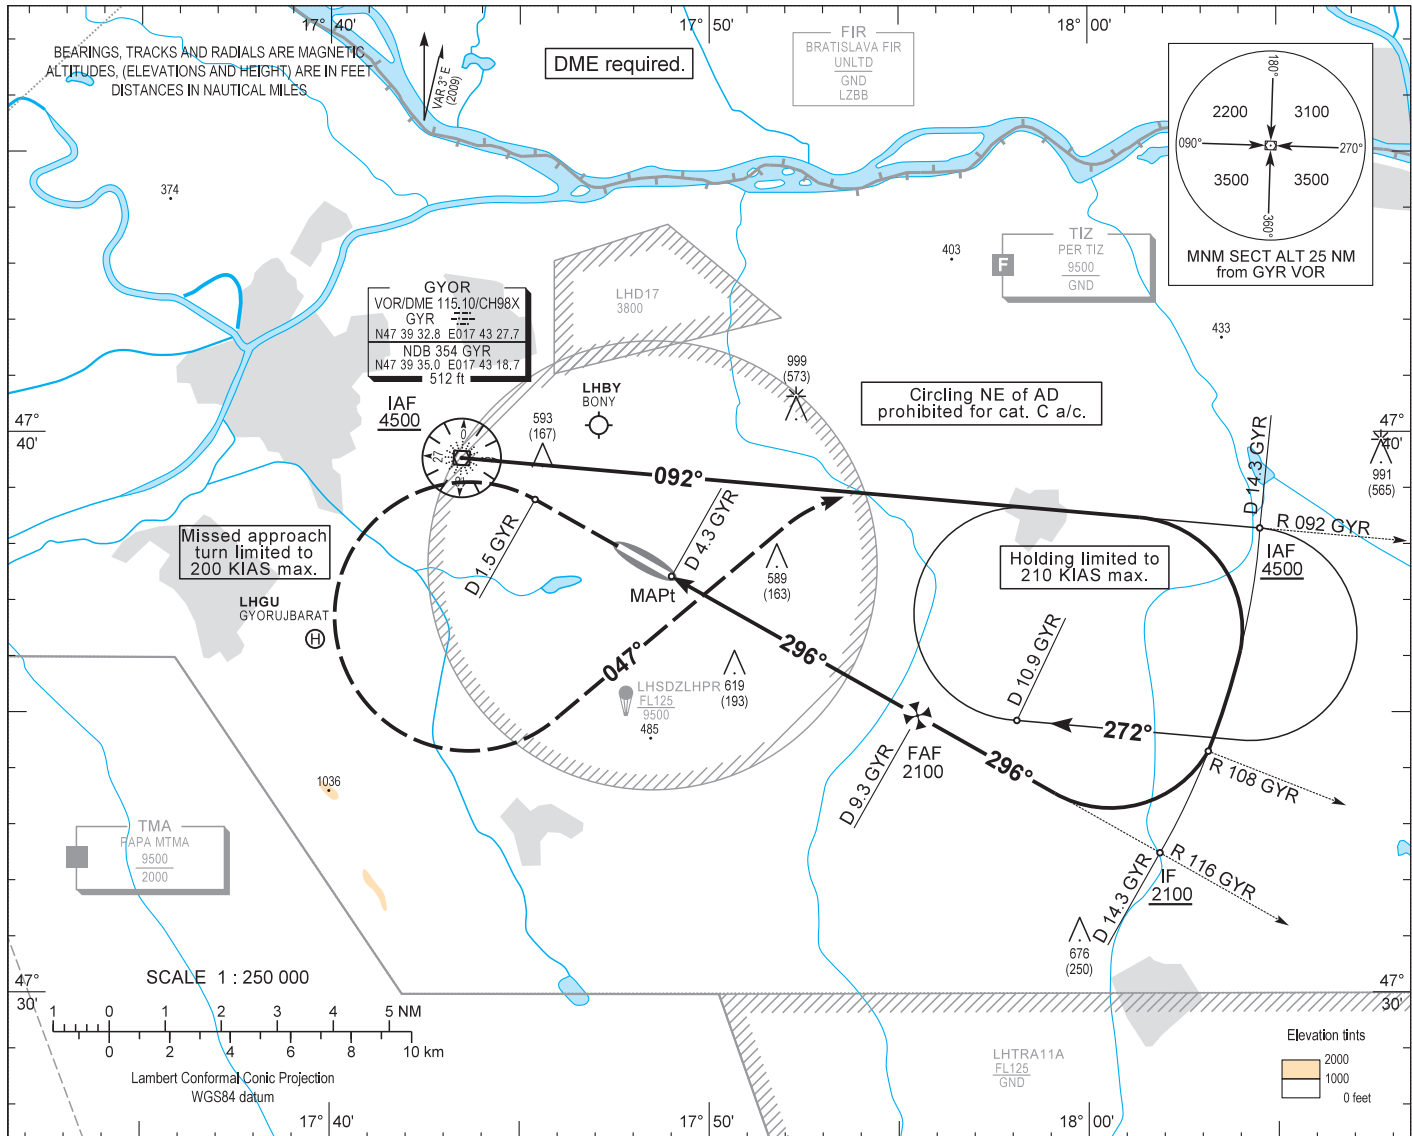 17° 40'
17° 50'
18° 00'
BEARINGS, TRACKS AND RADIALS ARE MAGNETIC
ALTITUDES, (ELEVATIONS AND HEIGHT) ARE IN FEET
DISTANCES IN NAUTICAL MILES
VAR 3° E
(2009)
DME required.
FIR
BRATISLAVA FIR
UNLTD
GND
LZBB
180°
2200
3100
090°
270°
3500
3500
360°
MNM SECT ALT 25 NM
from GYR VOR
374
403
433
TIZ
PER TIZ
9500
GND
F
LHD17
3800
GYOR
VOR/DME 115.10/CH98X
GYR
N47 39 32.8 E017 43 27.7
NDB 354 GYR
N47 39 35.0 E017 43 18.7
512 ft
IAF
4500
LHBY
BONY
593
(167)
999
(573)
Circling NE of AD
prohibited for cat. C a/c.
47°
40'
47°
40'
991
(565)
0
27
092°
D 14.3 GYR
R 092 GYR
IAF
4500
Missed approach
turn limited to
200 KIAS max.
D 1.5 GYR
D 4.3 GYR
MAPt
589
(163)
Holding limited to
210 KIAS max.
LHGU
GYORUJBARAT
H
047°
296°
D 10.9 GYR
LHSDZLHPR
FL125
9500
485
619
(193)
272°
FAF
2100
D 9.3 GYR
296°
R 108 GYR
1036
TMA
PAPA MTMA
9500
2000
R 116 GYR
IF
2100
D 14.3 GYR
676
(250)
47°
30'
47°
30'
SCALE 1 : 250 000
1 0 1 2 3 4 5 NM
0 2 4 6 8 10 km
Lambert Conformal Conic Projection
WGS84 datum
LHTRA11A
FL125
GND
Elevation tints
2000
1000
0 feet
17° 40'
17° 50'
18° 00'